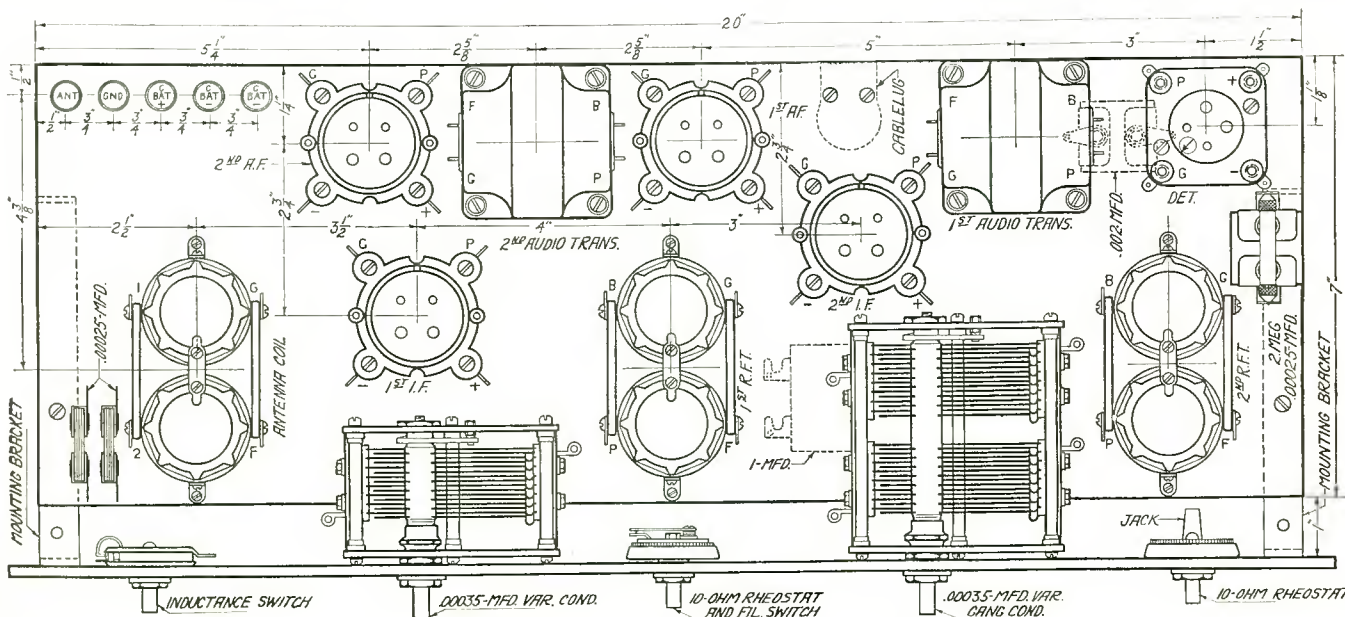 20"
5 1/4"
2 5/8"
2 5/8"
5"
3"
1 1/2"
1/2"
ANT
GND
C BAT +
C BAT -
C BAT -
1/2"
3/4"
3/4"
3/4"
3/4"
1 1/4"
G
P
2ND A.F.
-
+
F
B
G
P
2ND AUDIO TRANS.
G
P
1ST A.F.
-
+
2 3/4"
CABLELUG
F
B
G
P
1ST AUDIO TRANS.
.002-MFD.
P
+
G
-
DET.
1 1/8"
7"
4 3/8"
2 3/4"
2 1/2"
3 1/2"
4"
3"
.00025-MFD.
1
G
2
F
ANTENNA COIL
G
P
-
+
1ST I.F.
B
G
P
F
1ST R.F.T.
1-MFD.
-
+
2ND I.F.
B
G
P
F
2ND R.F.T.
2 MEG
.00025-MFD.
MOUNTING BRACKET
MOUNTING BRACKET
1"
JACK
INDUCTANCE SWITCH
.00035-MFD. VAR. COND.
10-OHM RHEOSTAT
AND FIL. SWITCH
.00035-MFD. VAR.
GANG COND.
10-OHM RHEOSTAT